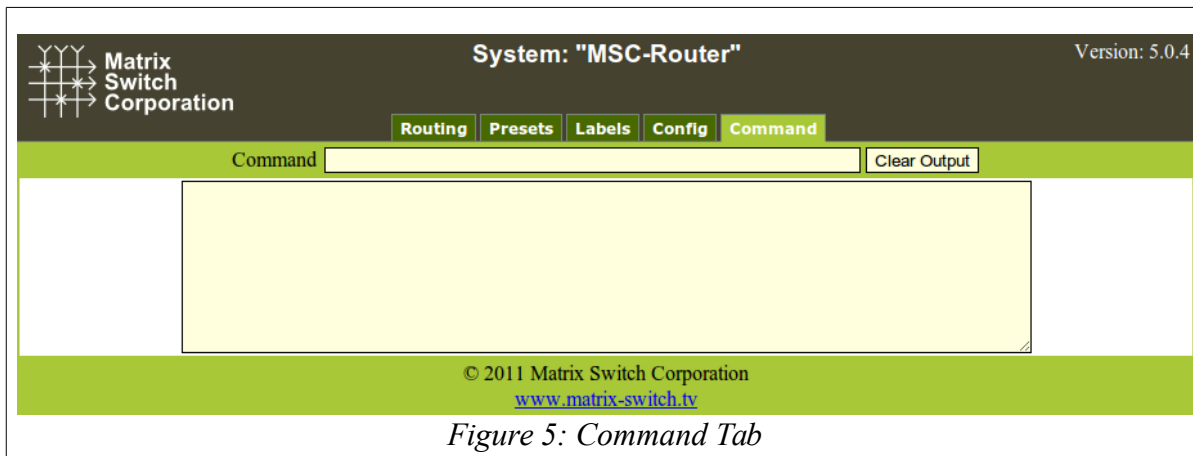 Matrix
Switch
Corporation
System: "MSC-Router"
Version: 5.0.4
Routing Presets Labels Config Command
Command Clear Output
© 2011 Matrix Switch Corporation
www.matrix-switch.tv
Figure 5: Command Tab